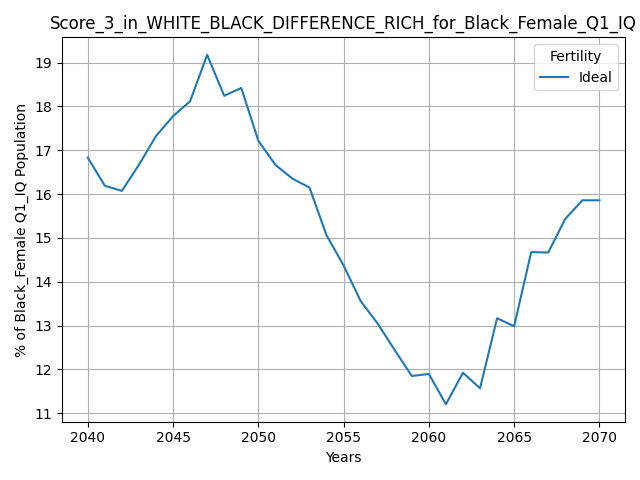 Score_3_in_WHITE_BLACK_DIFFERENCE_RICH_for_Black_Female_Q1_IQ
Fertility
Ideal
% of Black_Female Q1_IQ Population
19
18
17
16
15
14
13
12
11
2040 2045 2050 2055 2060 2065 2070
Years